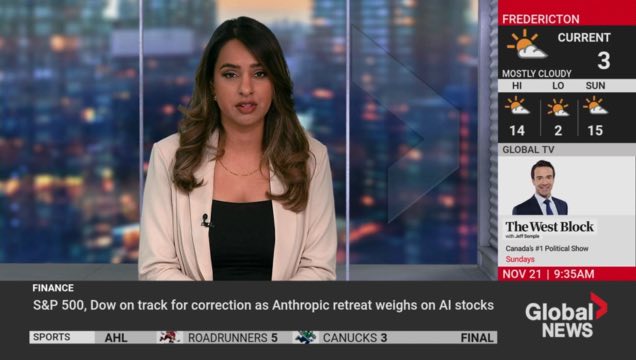 FREDERICTON
CURRENT
3
MOSTLY CLOUDY
HI LO SUN
14 2 15
GLOBAL TV
The West Block
with Jeff Semple
Canada's #1 Political Show
Sundays
NOV 21 | 9:35AM
FINANCE
S&P 500, Dow on track for correction as Anthropic retreat weighs on AI stocks
Global
NEWS
SPORTS AHL ROADRUNNERS 5 CANUCKS 3 FINAL